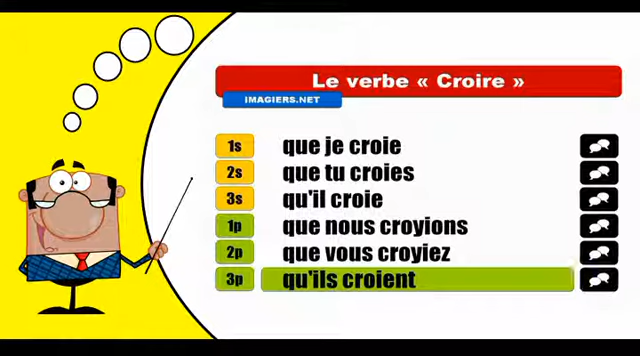 Le verbe « Croire »
IMAGIERS.NET
1s que je croie
2s que tu croies
3s qu'il croie
1p que nous croyions
2p que vous croyiez
3p qu'ils croient